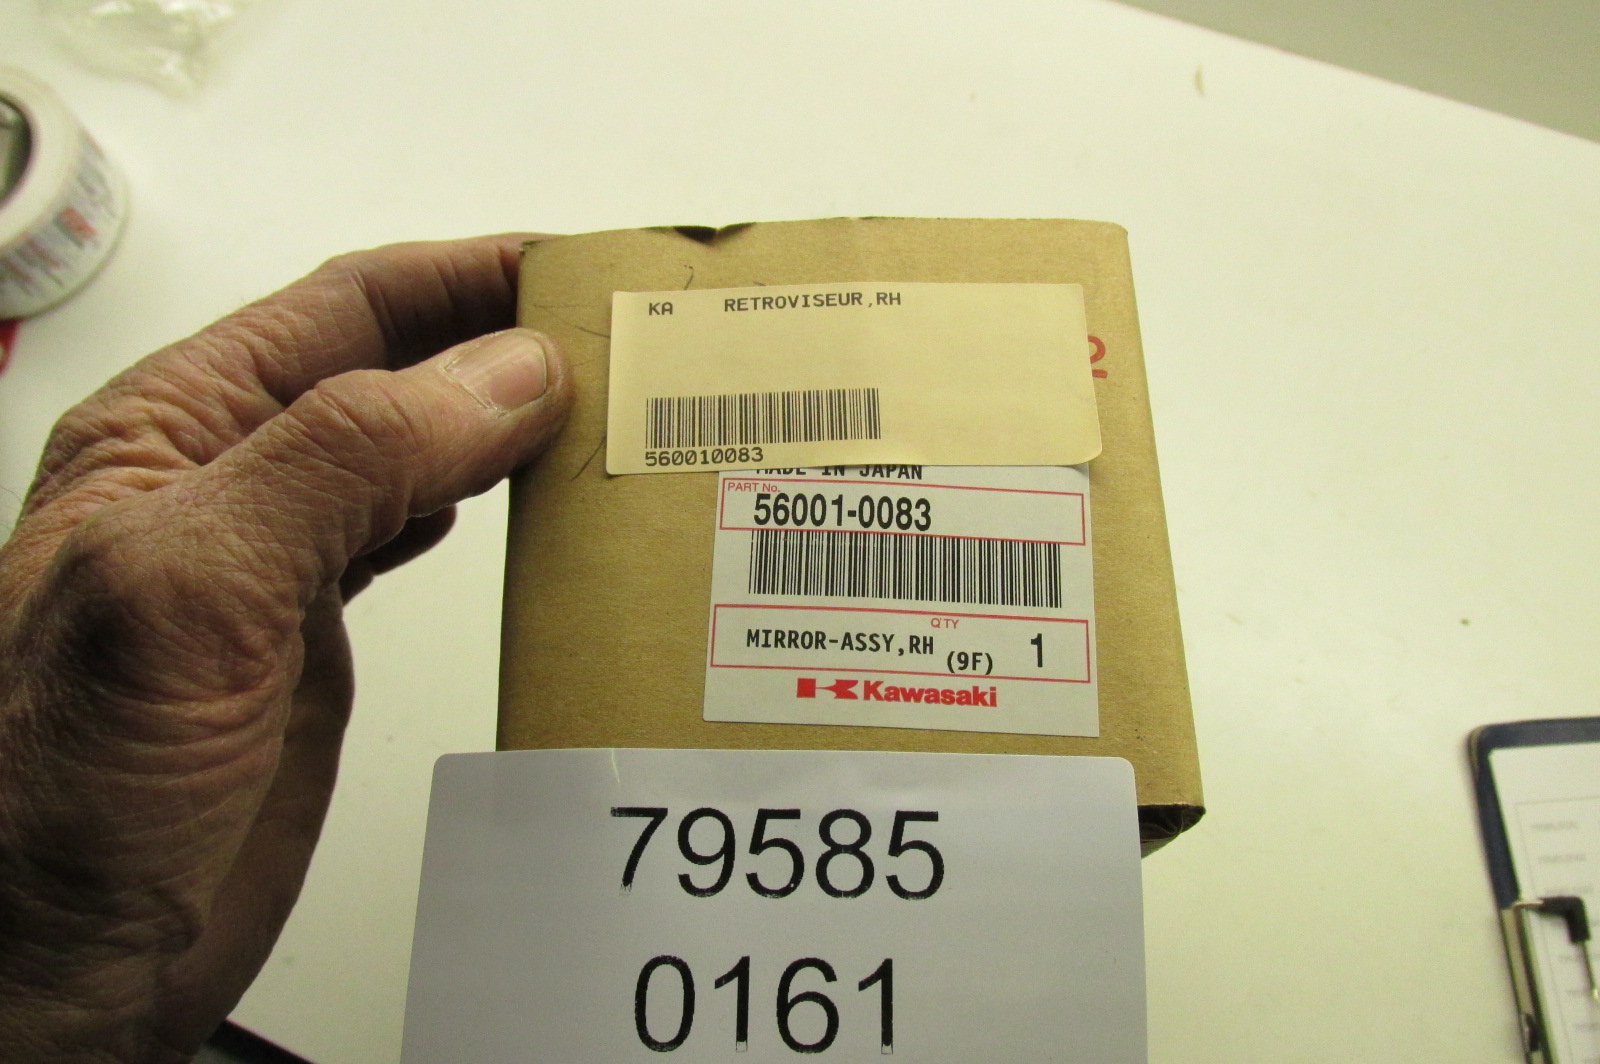 KA RETROVISEUR,RH
2
560010083
MADE IN JAPAN
PART No.
56001-0083
Q'TY
MIRROR-ASSY,RH (9F) 1
Kawasaki
79585
0161